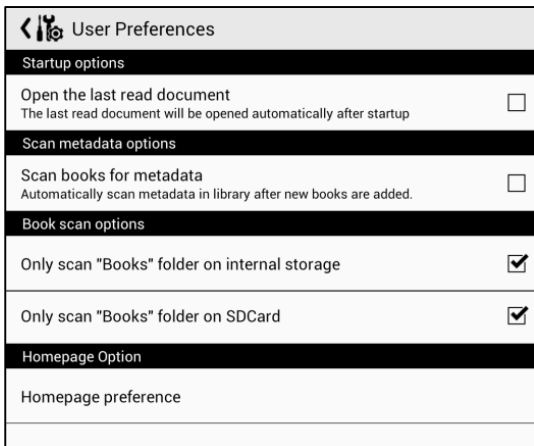 User Preferences
Startup options
Open the last read document
The last read document will be opened automatically after startup
Scan metadata options
Scan books for metadata
Automatically scan metadata in library after new books are added.
Book scan options
Only scan "Books" folder on internal storage
Only scan "Books" folder on SDCard
Homepage Option
Homepage preference